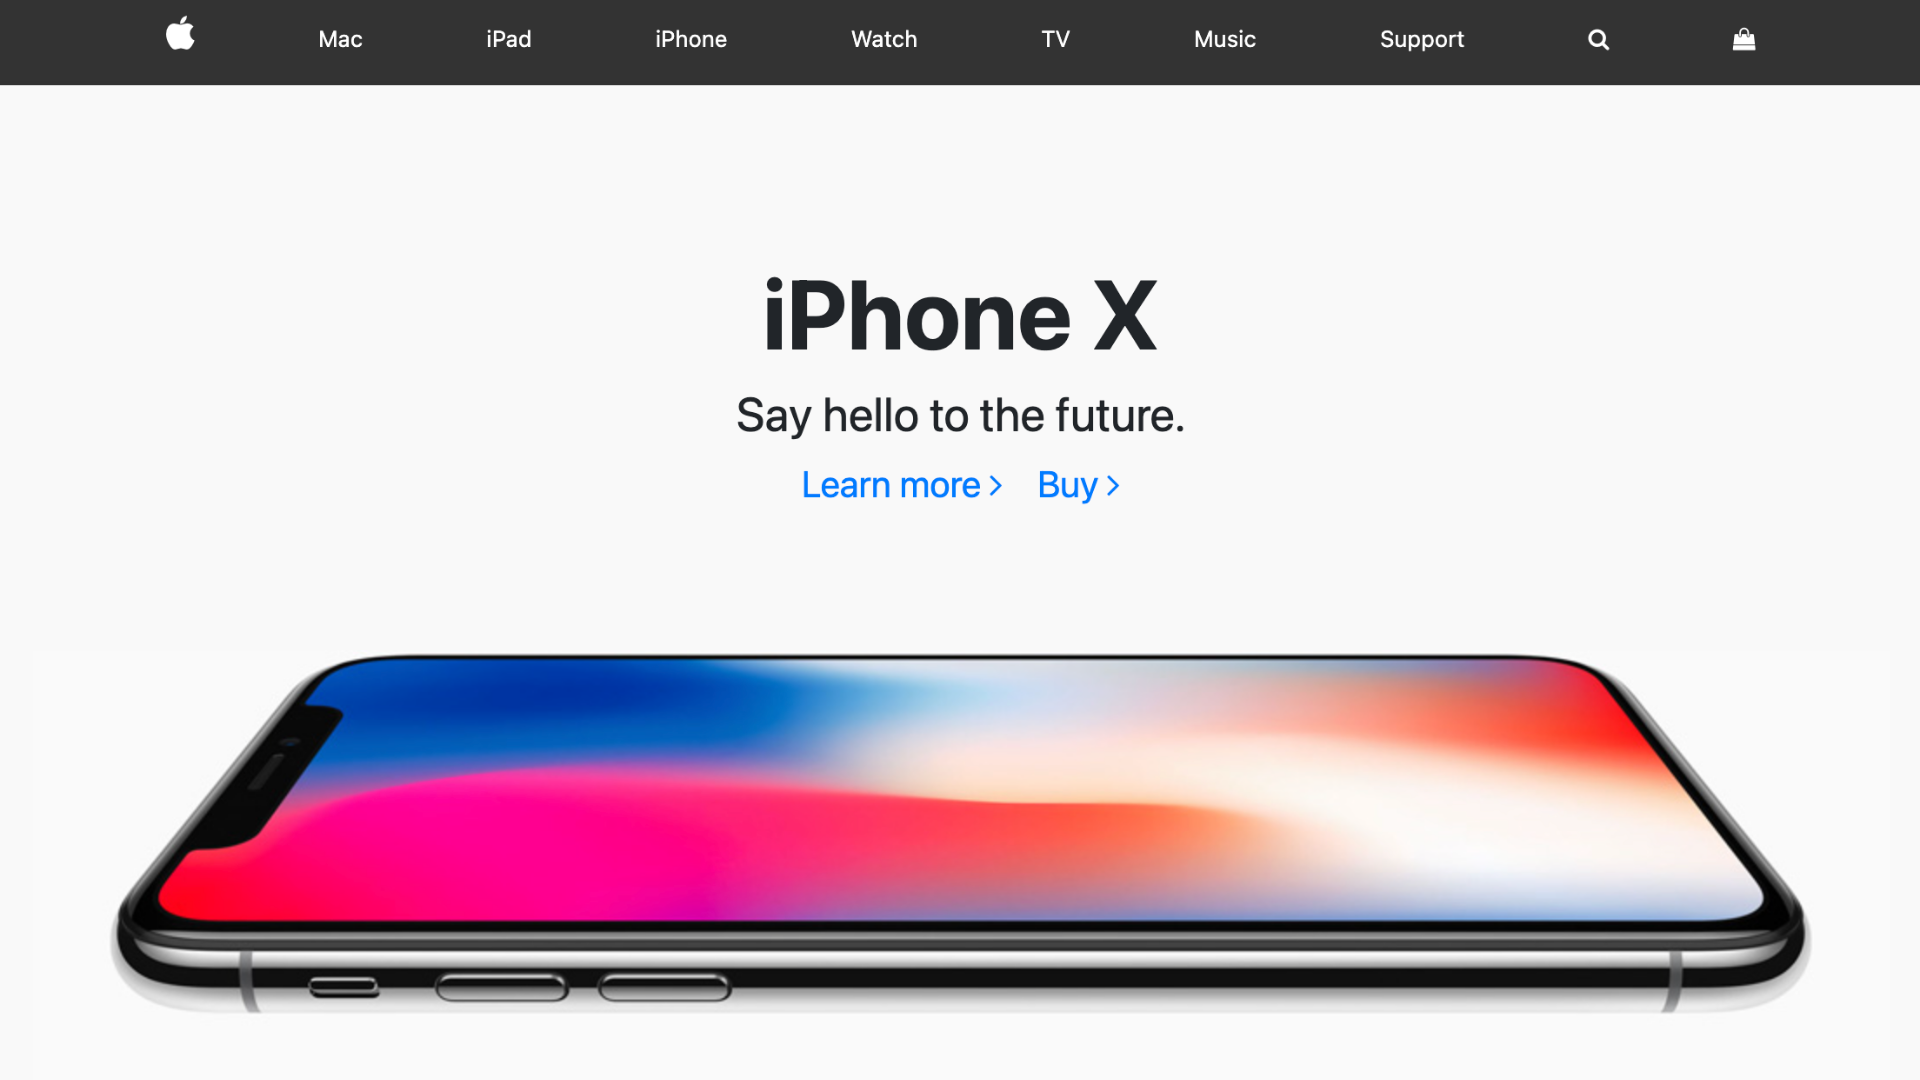 Mac iPad iPhone Watch TV Music Support
iPhone X
Say hello to the future.
Learn more > Buy >